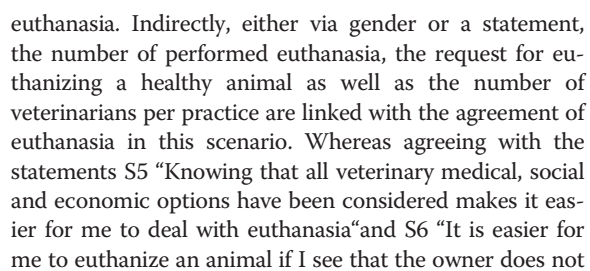 euthanasia. Indirectly, either via gender or a statement,
the number of performed euthanasia, the request for eu-
thanizing a healthy animal as well as the number of
veterinarians per practice are linked with the agreement of
euthanasia in this scenario. Whereas agreeing with the
statements S5 “Knowing that all veterinary medical, social
and economic options have been considered makes it eas-
ier for me to deal with euthanasia“and S6 “It is easier for
me to euthanize an animal if I see that the owner does not